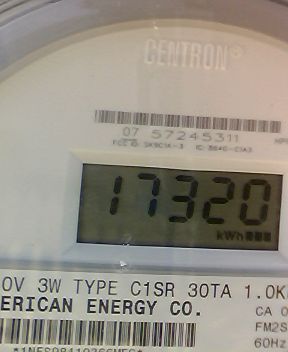 CENTRON®
07 57245311
17320
kWh
0V 3W TYPE C1SR 30TA 1.0K
ERICAN ENERGY CO.
CA 0
FM2S
60Hz